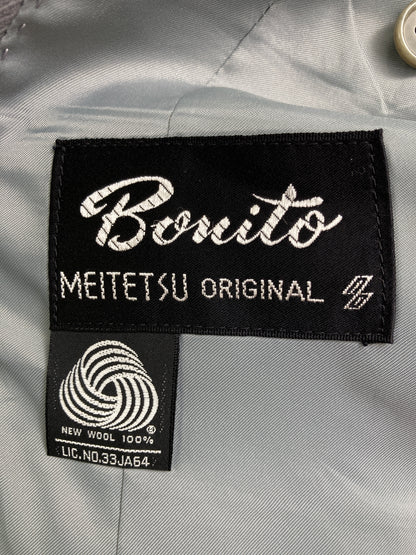 Bonito
MEITETSU ORIGINAL
NEW WOOL 100%
LIC.NO.33JA64